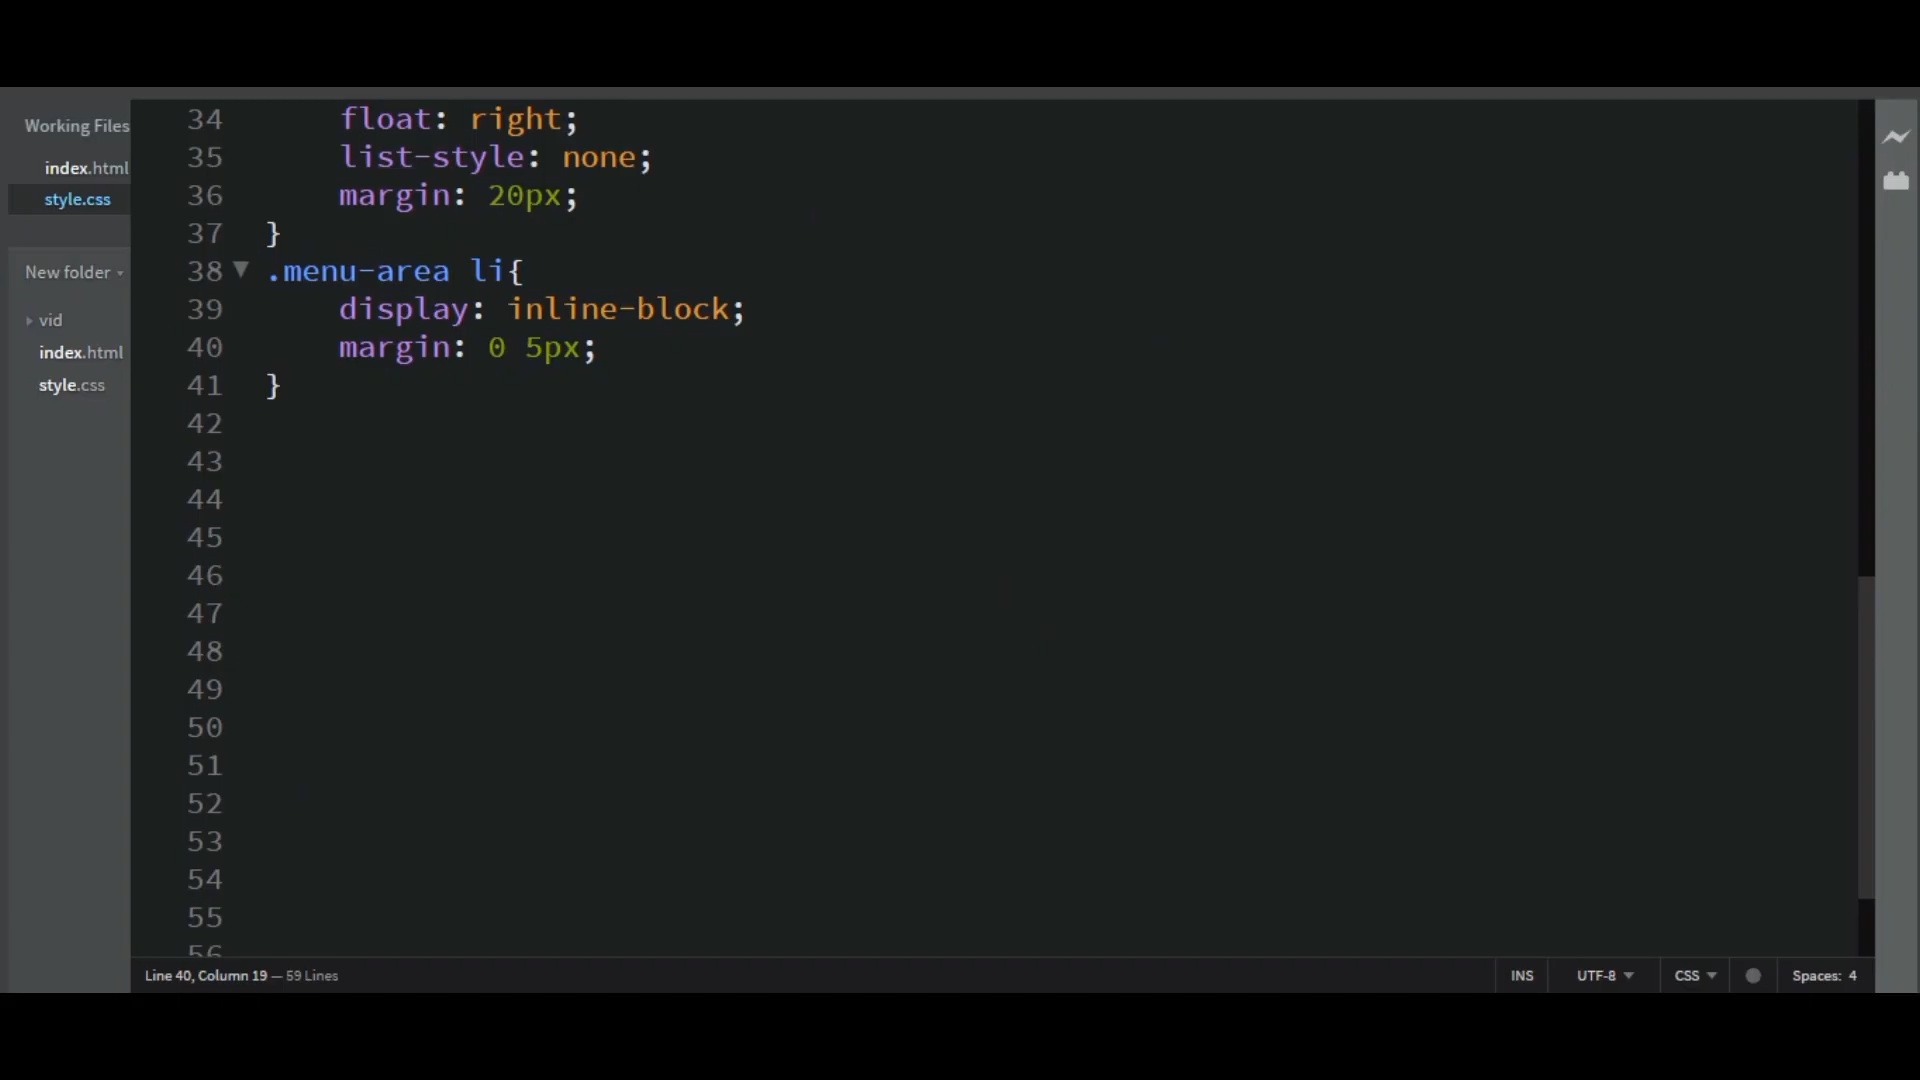 Working Files
index.html
style.css
New folder
vid
index.html
style.css
34 float: right;
35 list-style: none;
36 margin: 20px;
37 }
38 .menu-area li{
39 display: inline-block;
40 margin: 0 5px;
41 }
42
43
44
45
46
47
48
49
50
51
52
53
54
55
56
Line 40, Column 19 — 59 Lines
INS UTF-8 CSS Spaces: 4